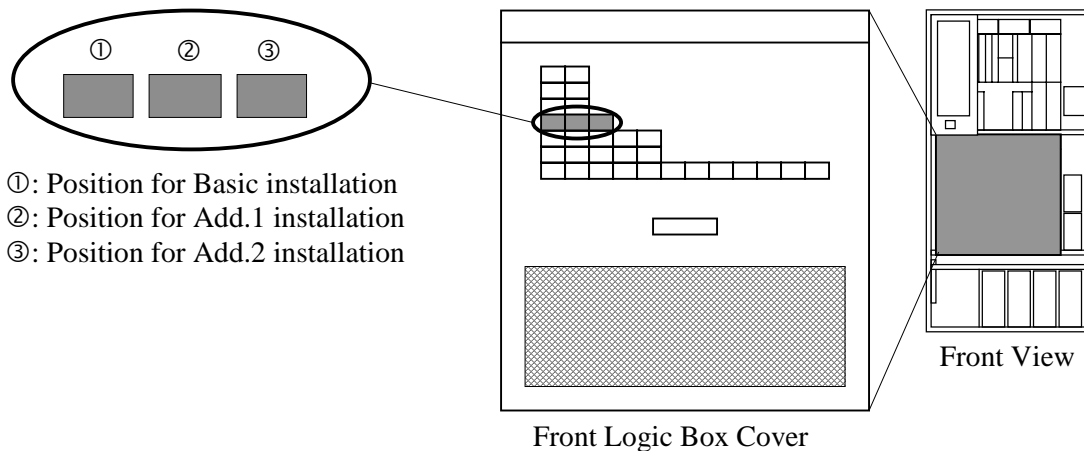 ① ② ③
①: Position for Basic installation
②: Position for Add.1 installation
③: Position for Add.2 installation
Front View
Front Logic Box Cover